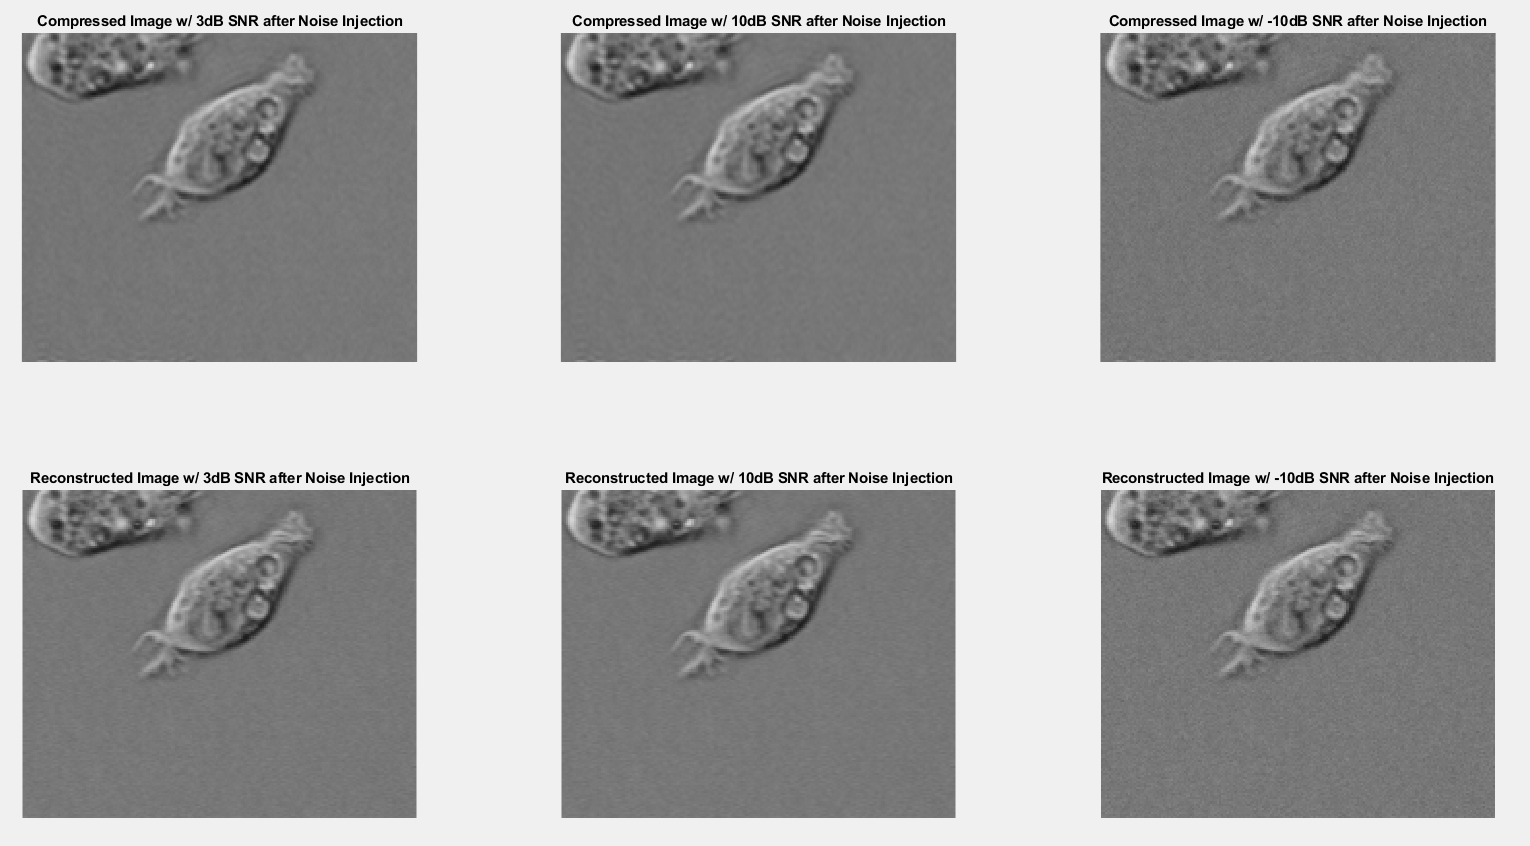 Compressed Image w/ 3dB SNR after Noise Injection
Compressed Image w/ 10dB SNR after Noise Injection
Compressed Image w/ -10dB SNR after Noise Injection
Reconstructed Image w/ 3dB SNR after Noise Injection
Reconstructed Image w/ 10dB SNR after Noise Injection
Reconstructed Image w/ -10dB SNR after Noise Injection